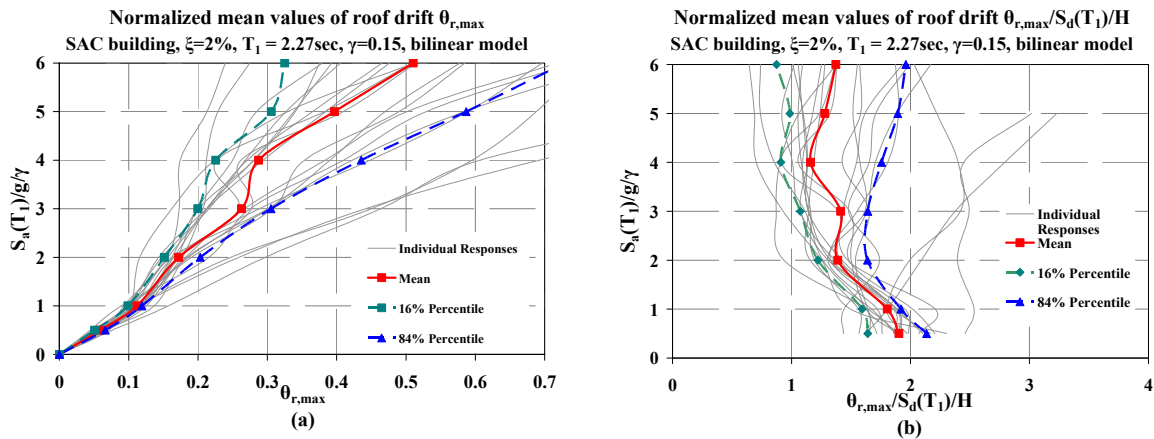 Normalized mean values of roof drift θr,max
SAC building, ξ=2%, T1 = 2.27sec, γ=0.15, bilinear model
6
5
4
3
2
1
0
Sa(T1)/g/γ
Individual Responses
Mean
16% Percentile
84% Percentile
0 0.1 0.2 0.3 0.4 0.5 0.6 0.7
θr,max
(a)
Normalized mean values of roof drift θr,max/Sd(T1)/H
SAC building, ξ=2%, T1 = 2.27sec, γ=0.15, bilinear model
6
5
4
3
2
1
0
Sa(T1)/g/γ
Individual
Responses
Mean
16% Percentile
84% Percentile
0 1 2 3 4
θr,max/Sd(T1)/H
(b)